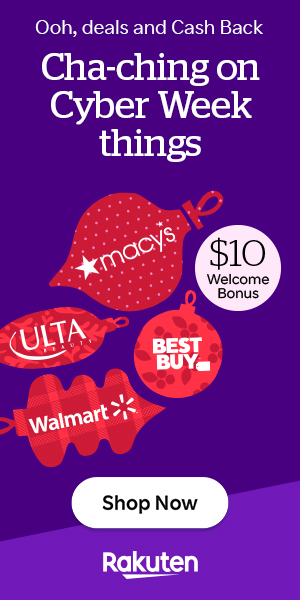 Ooh, deals and Cash Back
Cha-ching on
Cyber Week
things
macy's
$10
Welcome
Bonus
ULTA
BEAUTY
BEST
BUY
Walmart
Shop Now
Rakuten